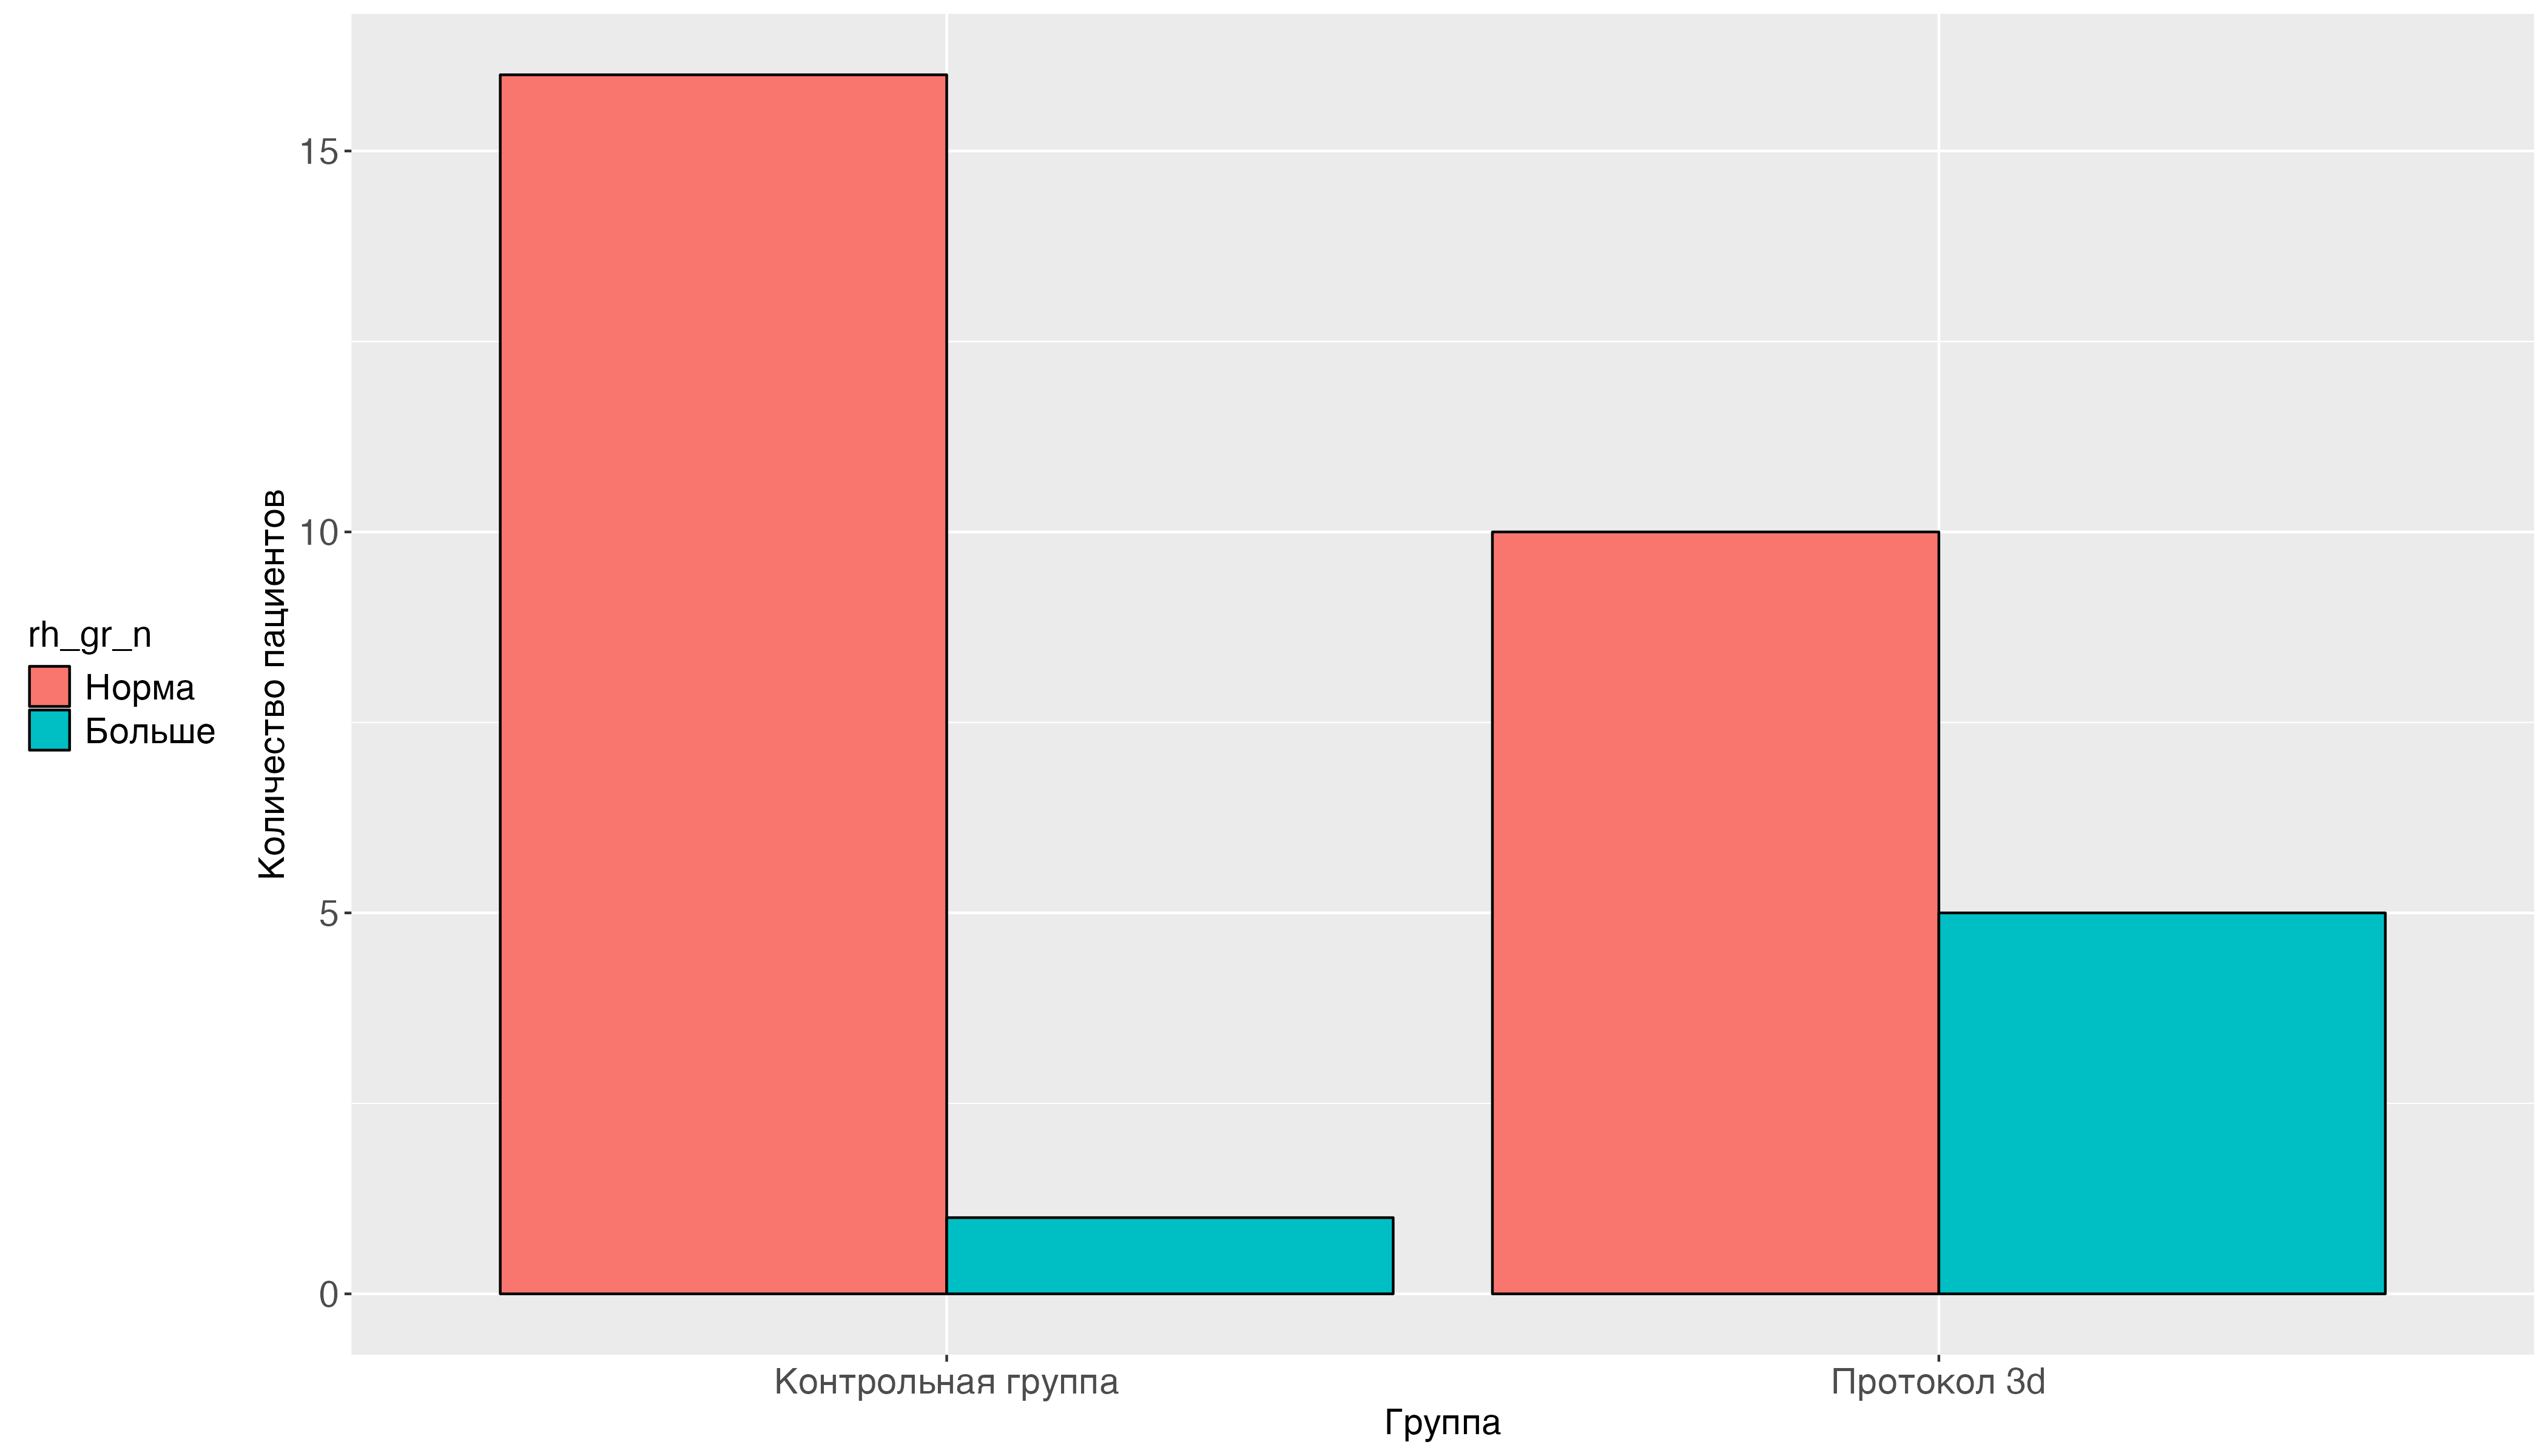 rh_gr_n
Норма
Больше
Количество пациентов
15
10
5
0
Контрольная группа
Протокол 3d
Группа